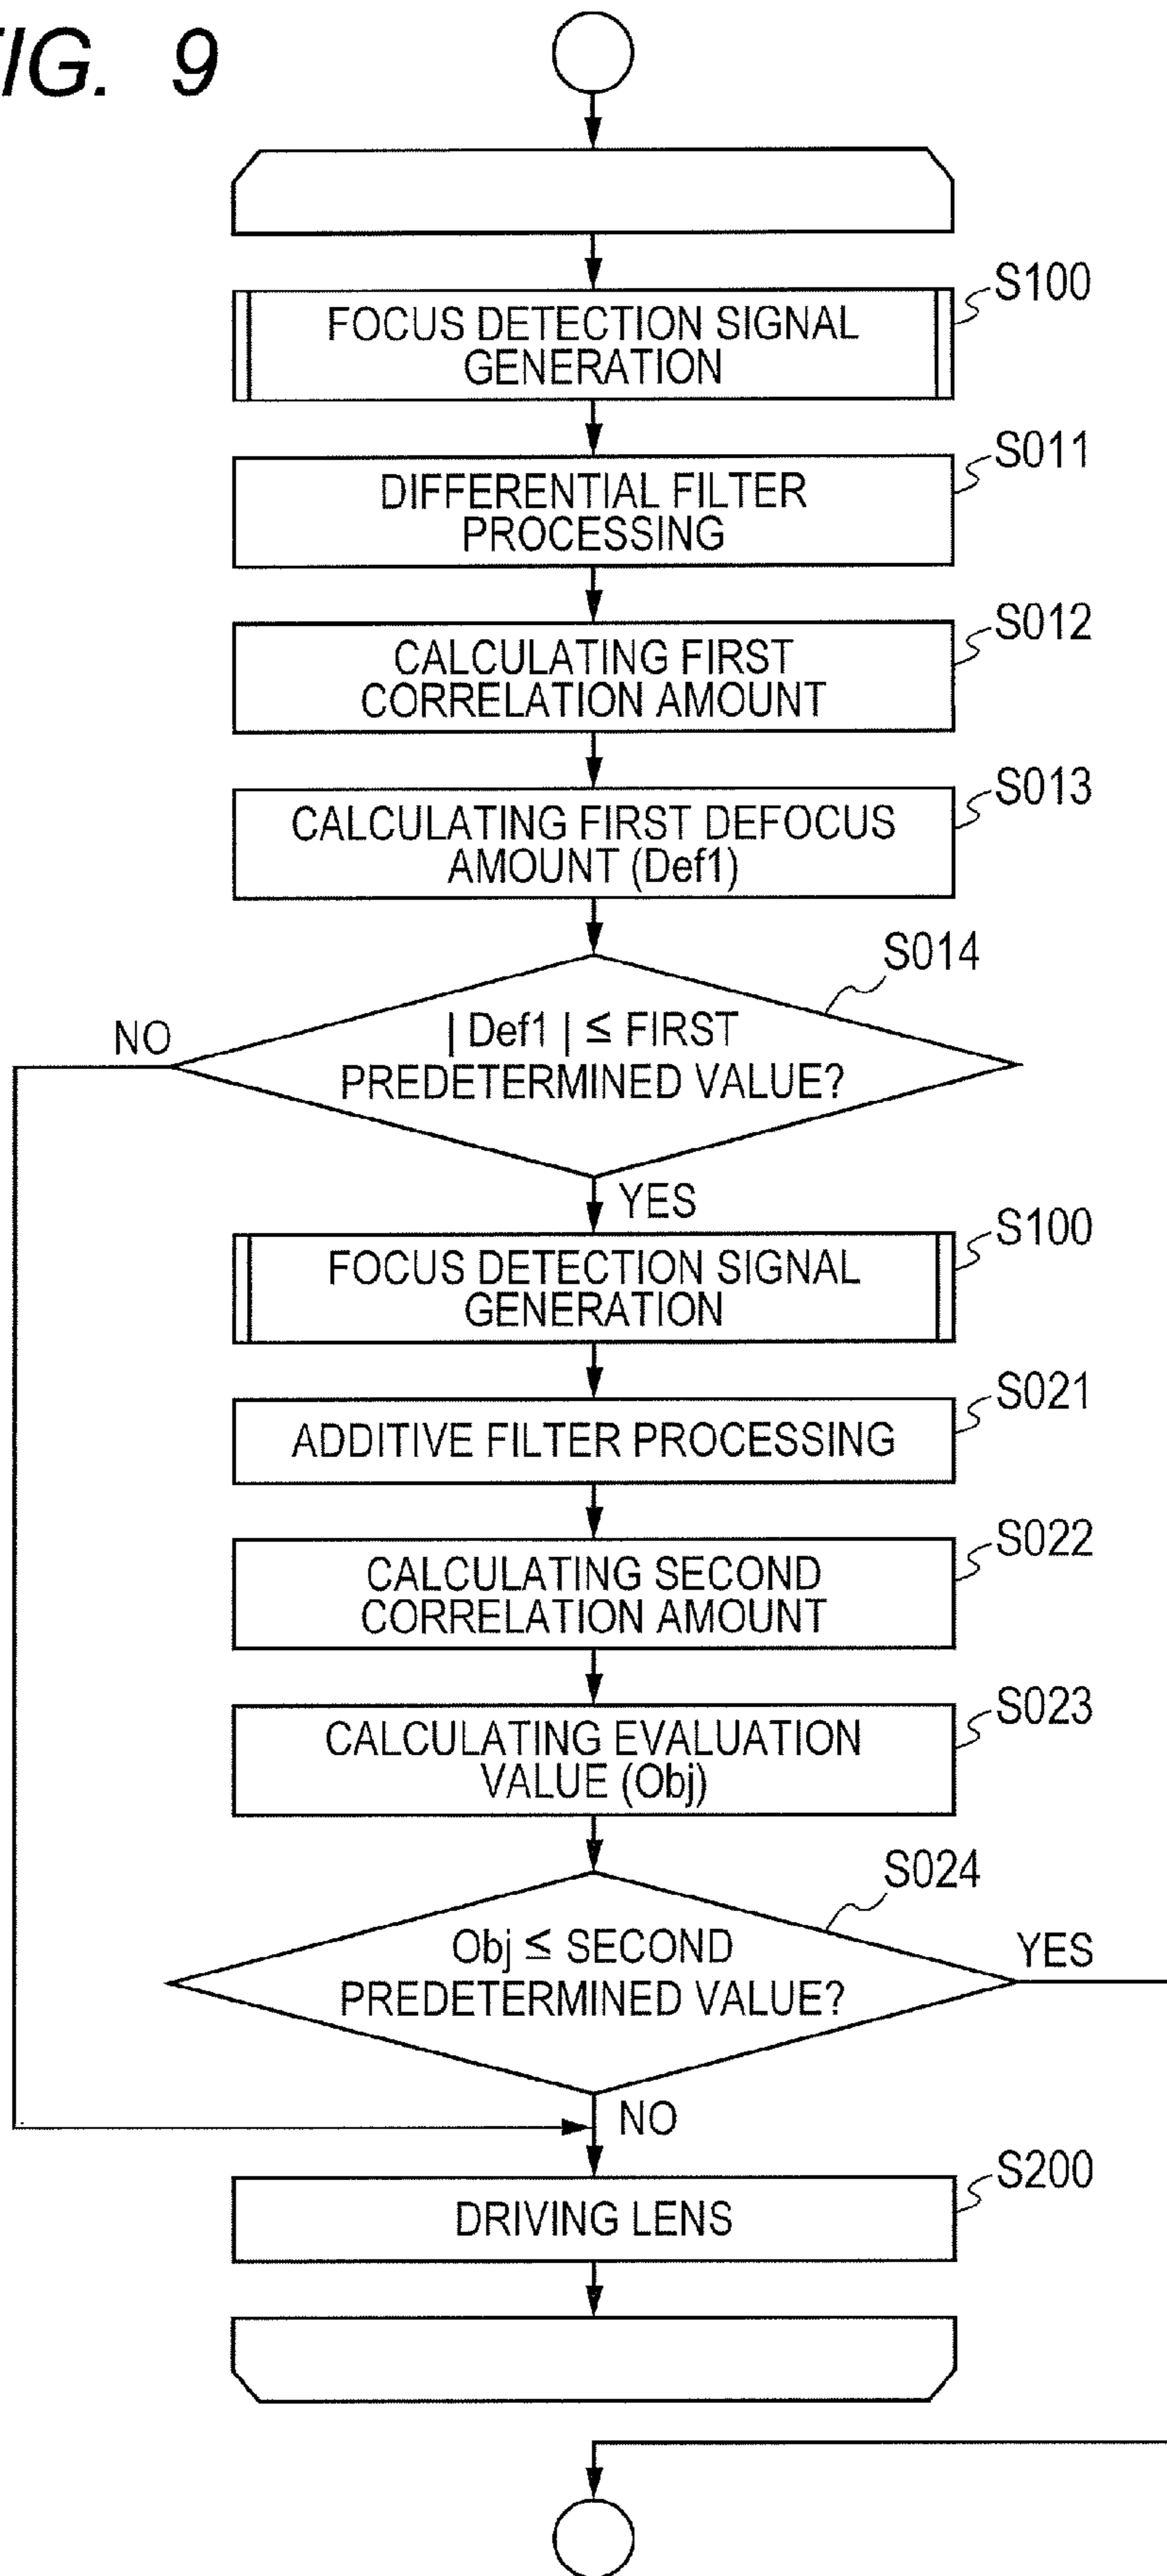 FIG. 9
S100
FOCUS DETECTION SIGNAL
GENERATION
S011
DIFFERENTIAL FILTER
PROCESSING
S012
CALCULATING FIRST
CORRELATION AMOUNT
S013
CALCULATING FIRST DEFOCUS
AMOUNT (Def1)
S014
NO
| Def1 | ≤ FIRST
PREDETERMINED VALUE?
YES
S100
FOCUS DETECTION SIGNAL
GENERATION
S021
ADDITIVE FILTER PROCESSING
S022
CALCULATING SECOND
CORRELATION AMOUNT
S023
CALCULATING EVALUATION
VALUE (Obj)
S024
Obj ≤ SECOND
PREDETERMINED VALUE?
YES
NO
S200
DRIVING LENS